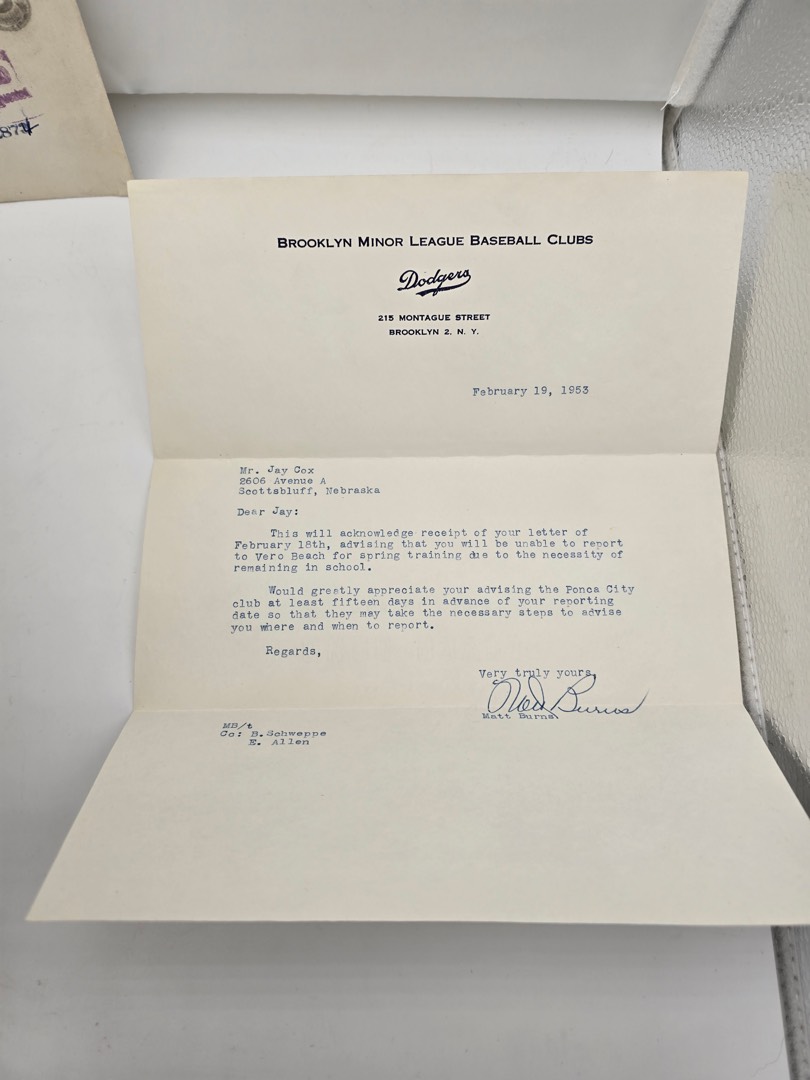 BROOKLYN MINOR LEAGUE BASEBALL CLUBS
Dodgers
215 MONTAGUE STREET
BROOKLYN 2, N. Y.
February 19, 1953
Mr. Jay Cox
2606 Avenue A
Scottsbluff, Nebraska
Dear Jay:
This will acknowledge receipt of your letter of
February 18th, advising that you will be unable to report
to Vero Beach for spring training due to the necessity of
remaining in school.
Would greatly appreciate your advising the Ponca City
club at least fifteen days in advance of your reporting
date so that they may take the necessary steps to advise
you where and when to report.
Regards,
Very truly yours,
Matt Burns
Matt Burns
MB/t
Cc: B. Schweppe
E. Allen